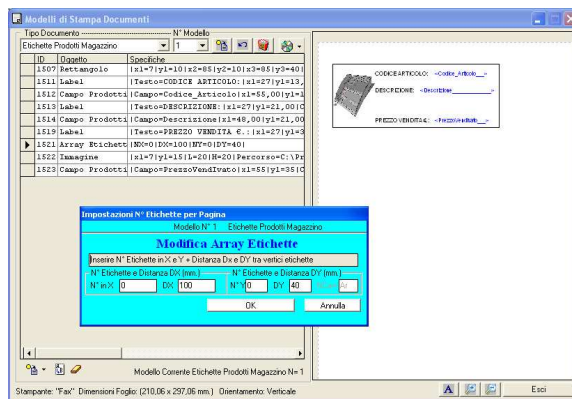 Modelli di Stampa Documenti
Tipo Documento N° Modello
Etichette Prodotti Magazzino 1
ID Oggetto Specifiche
1507 Rettangolo |x1=7|y1=10|x2=85|y2=10|x3=85|y3=40|
1511 Label |Testo=CODICE ARTICOLO:|x1=27|y1=13,
1512 Campo Prodotti |Campo=Codice_Articolo|x1=55,00|y1=1
1513 Label |Testo=DESCRIZIONE:|x1=27|y1=21,00|C
1514 Campo Prodotti |Campo=Descrizione|x1=48,00|y1=21,00
1519 Label |Testo=PREZZO VENDITA €.:|x1=27|y1=3
1521 Array Etichett |NX=0|DX=100|NY=0|DY=40|
1522 Immagine |x1=7|y1=15|L=20|H=20|Percorso=C:\Pr
1523 Campo Prodotti |Campo=PrezzoVendIvato|x1=55|y1=35|C
CODICE ARTICOLO: «Codice_Articolo__»
DESCRIZIONE: «Descrizione__»
PREZZO VENDITA €.: «PrezzoVendIvato__»
Impostazioni N° Etichette per Pagina
Modello N° 1 Etichette Prodotti Magazzino
Modifica Array Etichette
Inserire N° Etichette in X e Y + Distanza Dx e DY tra vertici etichette
N° Etichette e Distanza DX (mm.) N° Etichette e Distanza DY (mm.)
N° in X 0 DX 100 N° Y 0 DY 40
OK Annulla
Modello Corrente Etichette Prodotti Magazzino N= 1
Stampante: "Fax" Dimensioni Foglio: (210,06 x 297,06 mm.) Orientamento: Verticale
A Esci